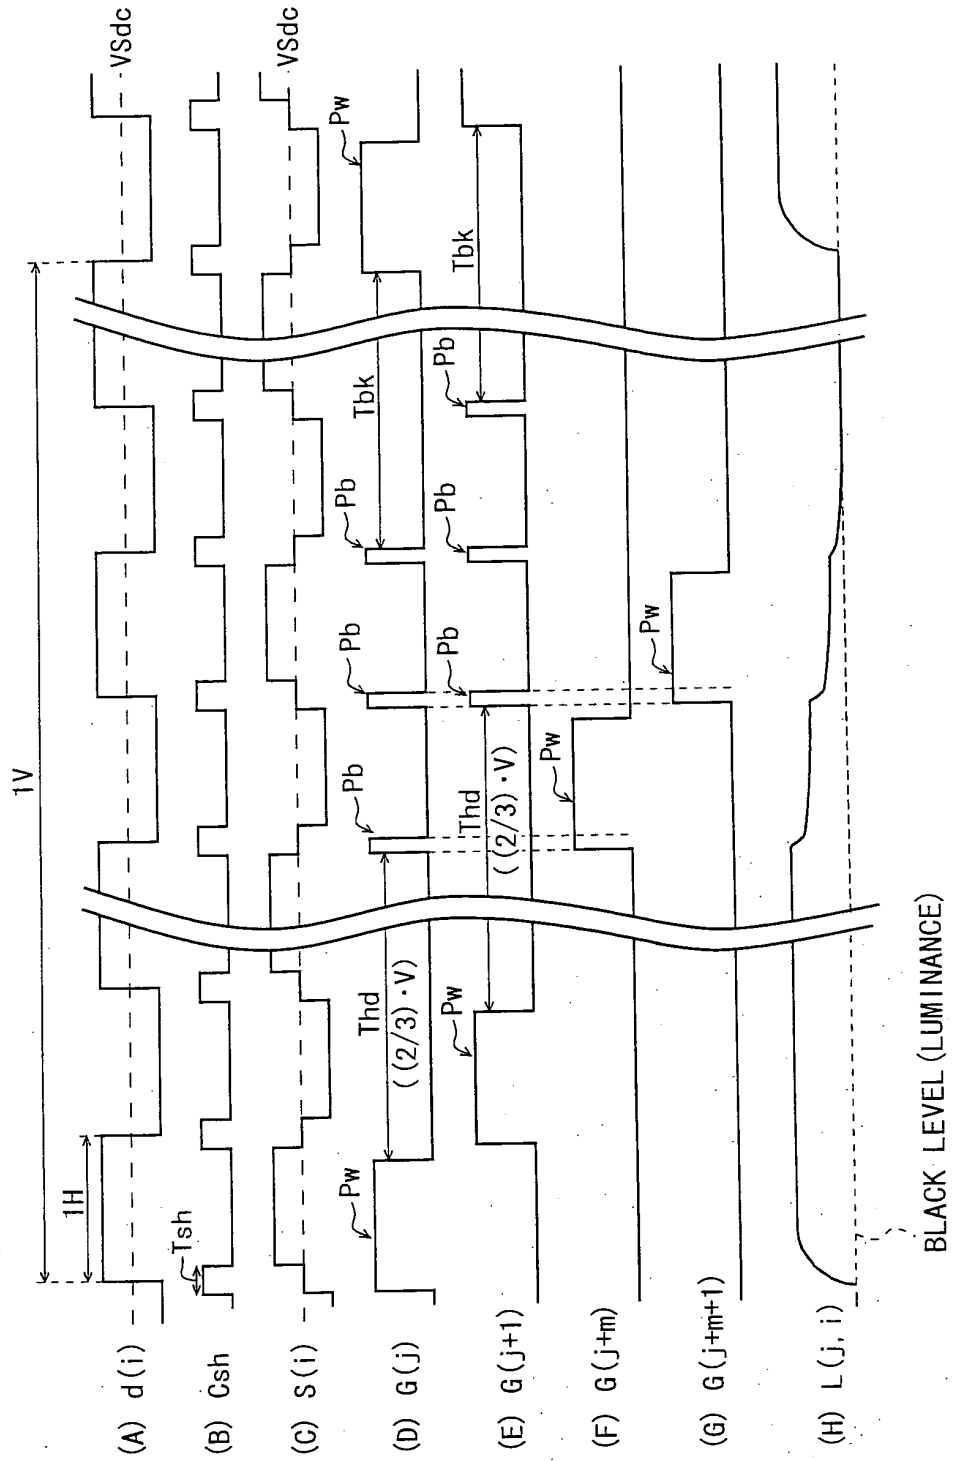 1V
1H
Tsh
(A) d(i)
VSdc
(B) Csh
(C) S(i)
VSdc
(D) G(j)
Pw
Thd
((2/3)·V)
Pb
Pb
Pb
Tbk
Pw
(E) G(j+1)
Pw
Thd
((2/3)·V)
Pb
Pb
Pb
Tbk
(F) G(j+m)
Pw
(G) G(j+m+1)
Pw
(H) L(j, i)
BLACK LEVEL(LUMINANCE)